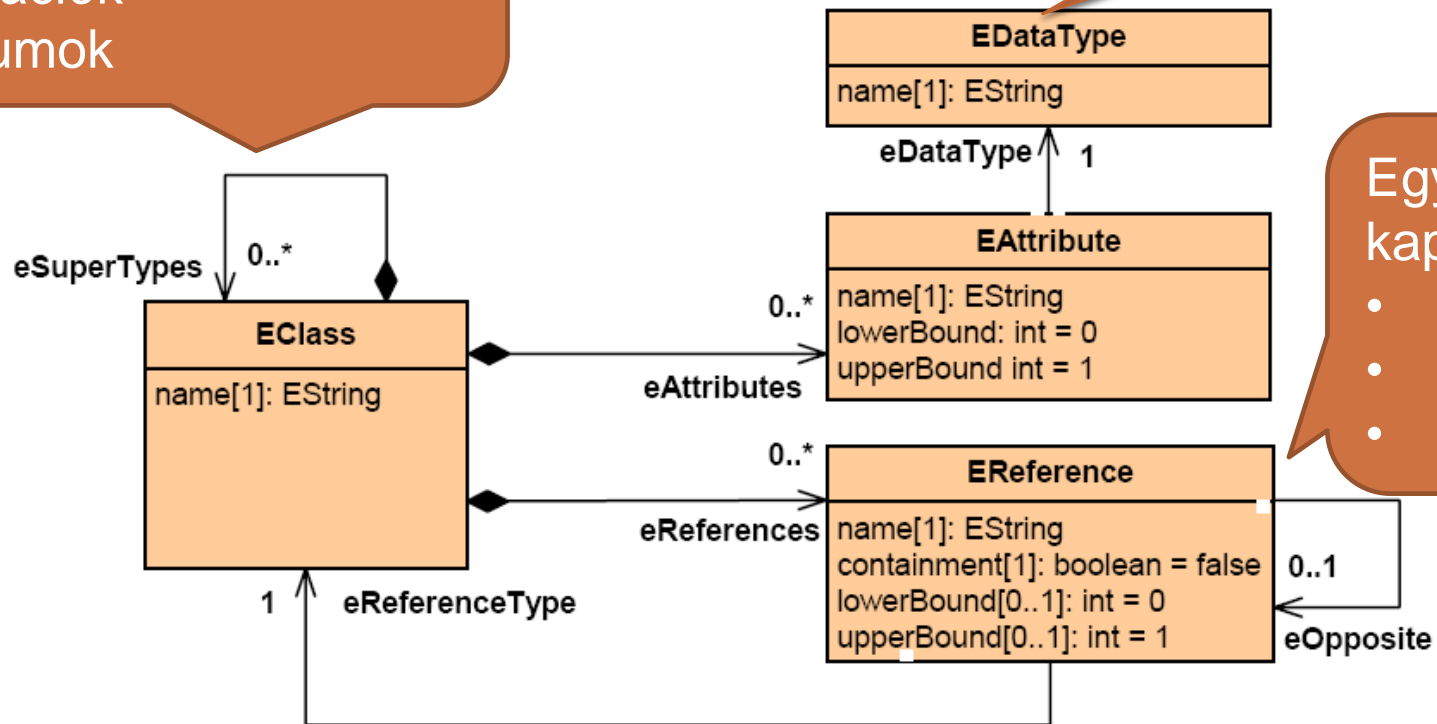 umok
EDataType
name[1]: EString
eDataType
1
EAttribute
name[1]: EString
lowerBound: int = 0
upperBound int = 1
0..*
eSuperTypes
0..*
EClass
name[1]: EString
eAttributes
0..*
EReference
name[1]: EString
containment[1]: boolean = false
lowerBound[0..1]: int = 0
upperBound[0..1]: int = 1
eReferences
0..1
eOpposite
1
eReferenceType
Egy
kap
•
•
•